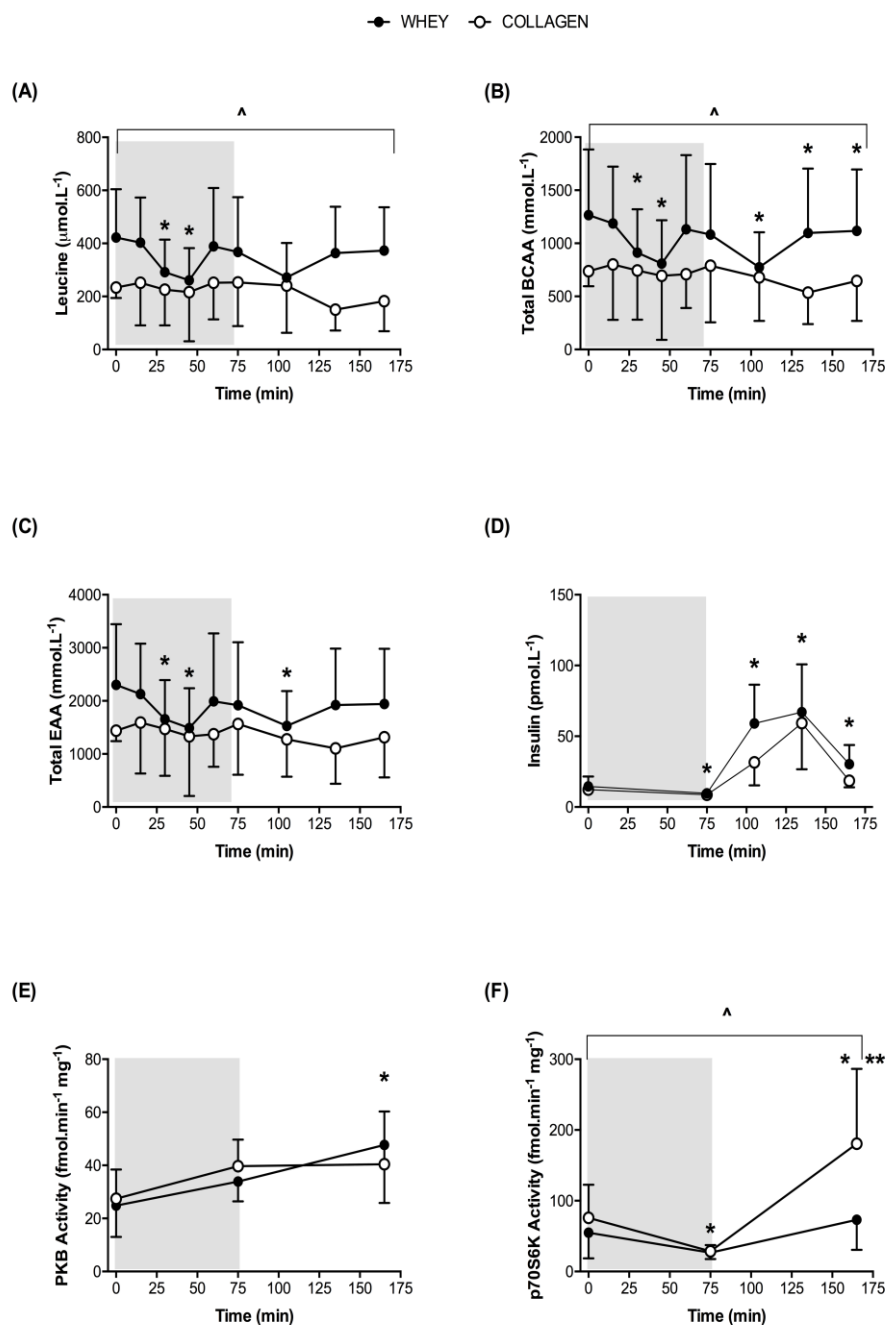 WHEY COLLAGEN
(A)
^
Leucine (μmol.L-1)
800
600
400
200
0
* *
0 25 50 75 100 125 150 175
Time (min)
(B)
^
Total BCAA (mmol.L-1)
2000
1500
1000
500
0
* * * * *
0 25 50 75 100 125 150 175
Time (min)
(C)
Total EAA (mmol.L-1)
4000
3000
2000
1000
0
* * *
0 25 50 75 100 125 150 175
Time (min)
(D)
Insulin (pmol.L-1)
150
100
50
0
* * * *
0 25 50 75 100 125 150 175
Time (min)
(E)
PKB Activity (fmol.min-1 mg-1)
80
60
40
20
0
*
0 25 50 75 100 125 150 175
Time (min)
(F)
^
p70S6K Activity (fmol.min-1 mg-1)
300
200
100
0
* * **
0 25 50 75 100 125 150 175
Time (min)